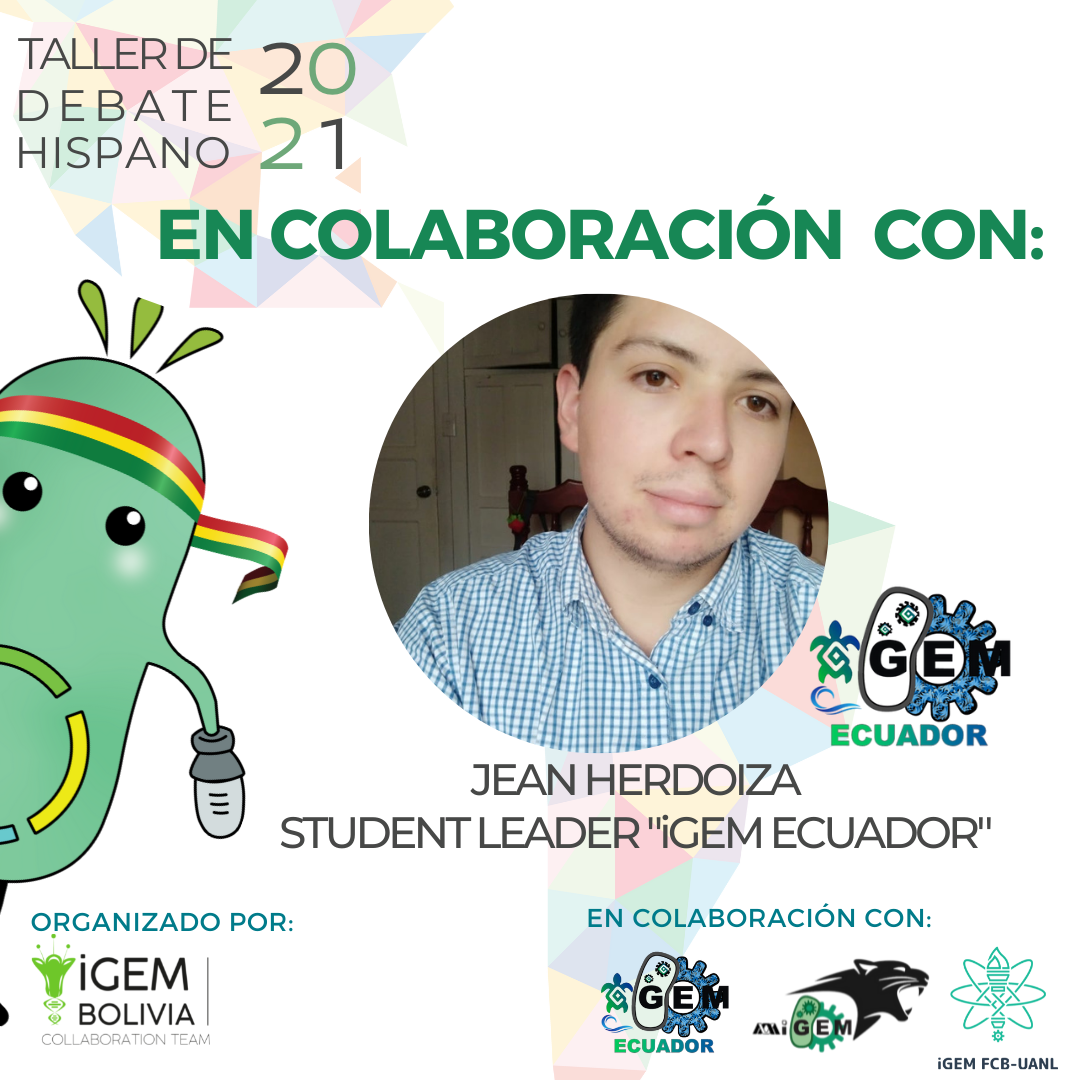 TALLER DE
DEBATE
HISPANO
20
21
EN COLABORACIÓN CON:
iGEM
ECUADOR
JEAN HERDOIZA
STUDENT LEADER "iGEM ECUADOR"
ORGANIZADO POR:
iGEM
BOLIVIA
COLLABORATION TEAM
EN COLABORACIÓN CON:
iGEM
ECUADOR
AMiGEM
iGEM FCB-UANL